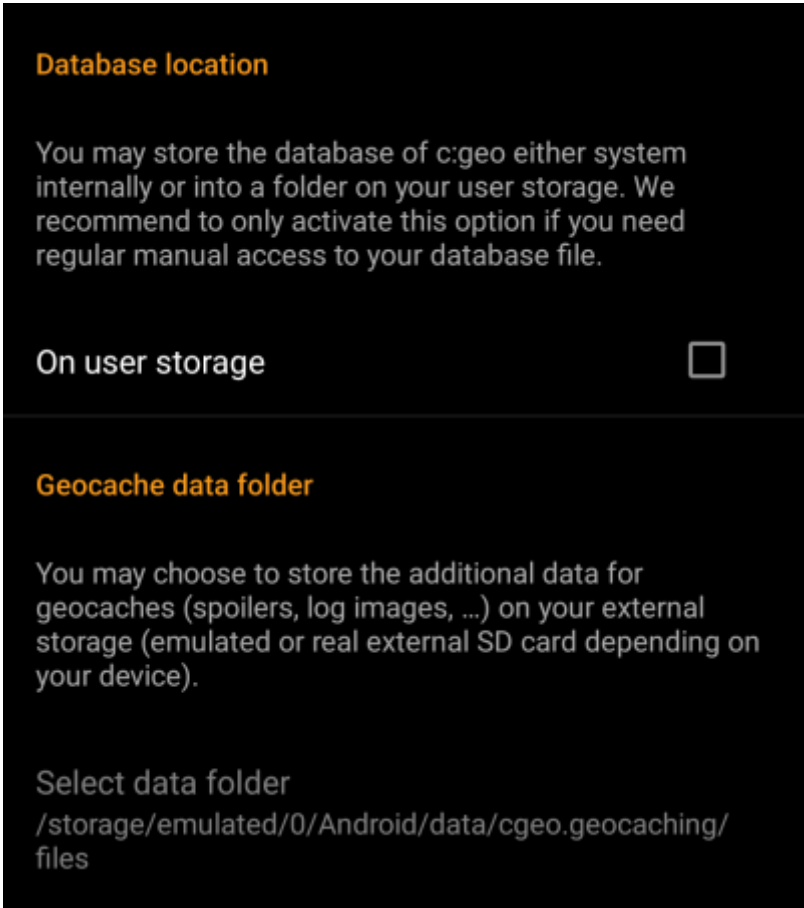 Database location
You may store the database of c:geo either system
internally or into a folder on your user storage. We
recommend to only activate this option if you need
regular manual access to your database file.
On user storage
Geocache data folder
You may choose to store the additional data for
geocaches (spoilers, log images, …) on your external
storage (emulated or real external SD card depending on
your device).
Select data folder
/storage/emulated/0/Android/data/cgeo.geocaching/
files